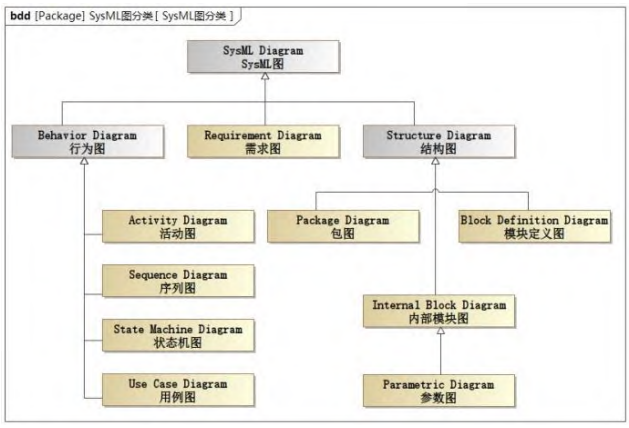 bdd [Package] SysML图分类[ SysML图分类 ]
SysML Diagram
SysML图
Behavior Diagram
行为图
Requirement Diagram
需求图
Structure Diagram
结构图
Activity Diagram
活动图
Package Diagram
包图
Block Definition Diagram
模块定义图
Sequence Diagram
序列图
Internal Block Diagram
内部模块图
State Machine Diagram
状态机图
Use Case Diagram
用例图
Parametric Diagram
参数图